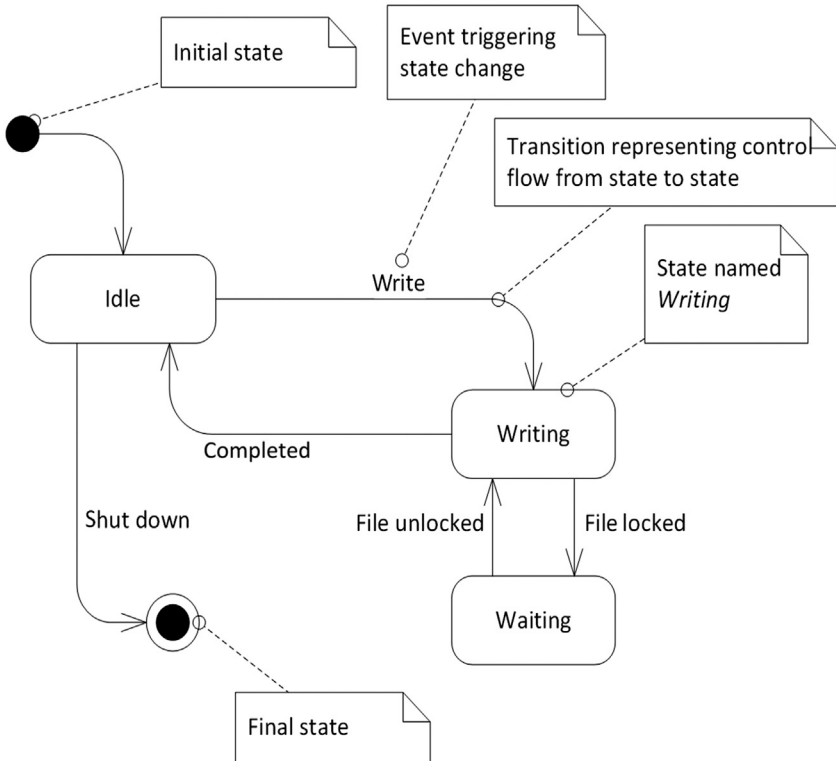 Initial state
Event triggering
state change
Transition representing control
flow from state to state
State named
Writing
Idle
Write
Writing
Completed
Shut down
File unlocked
File locked
Waiting
Final state